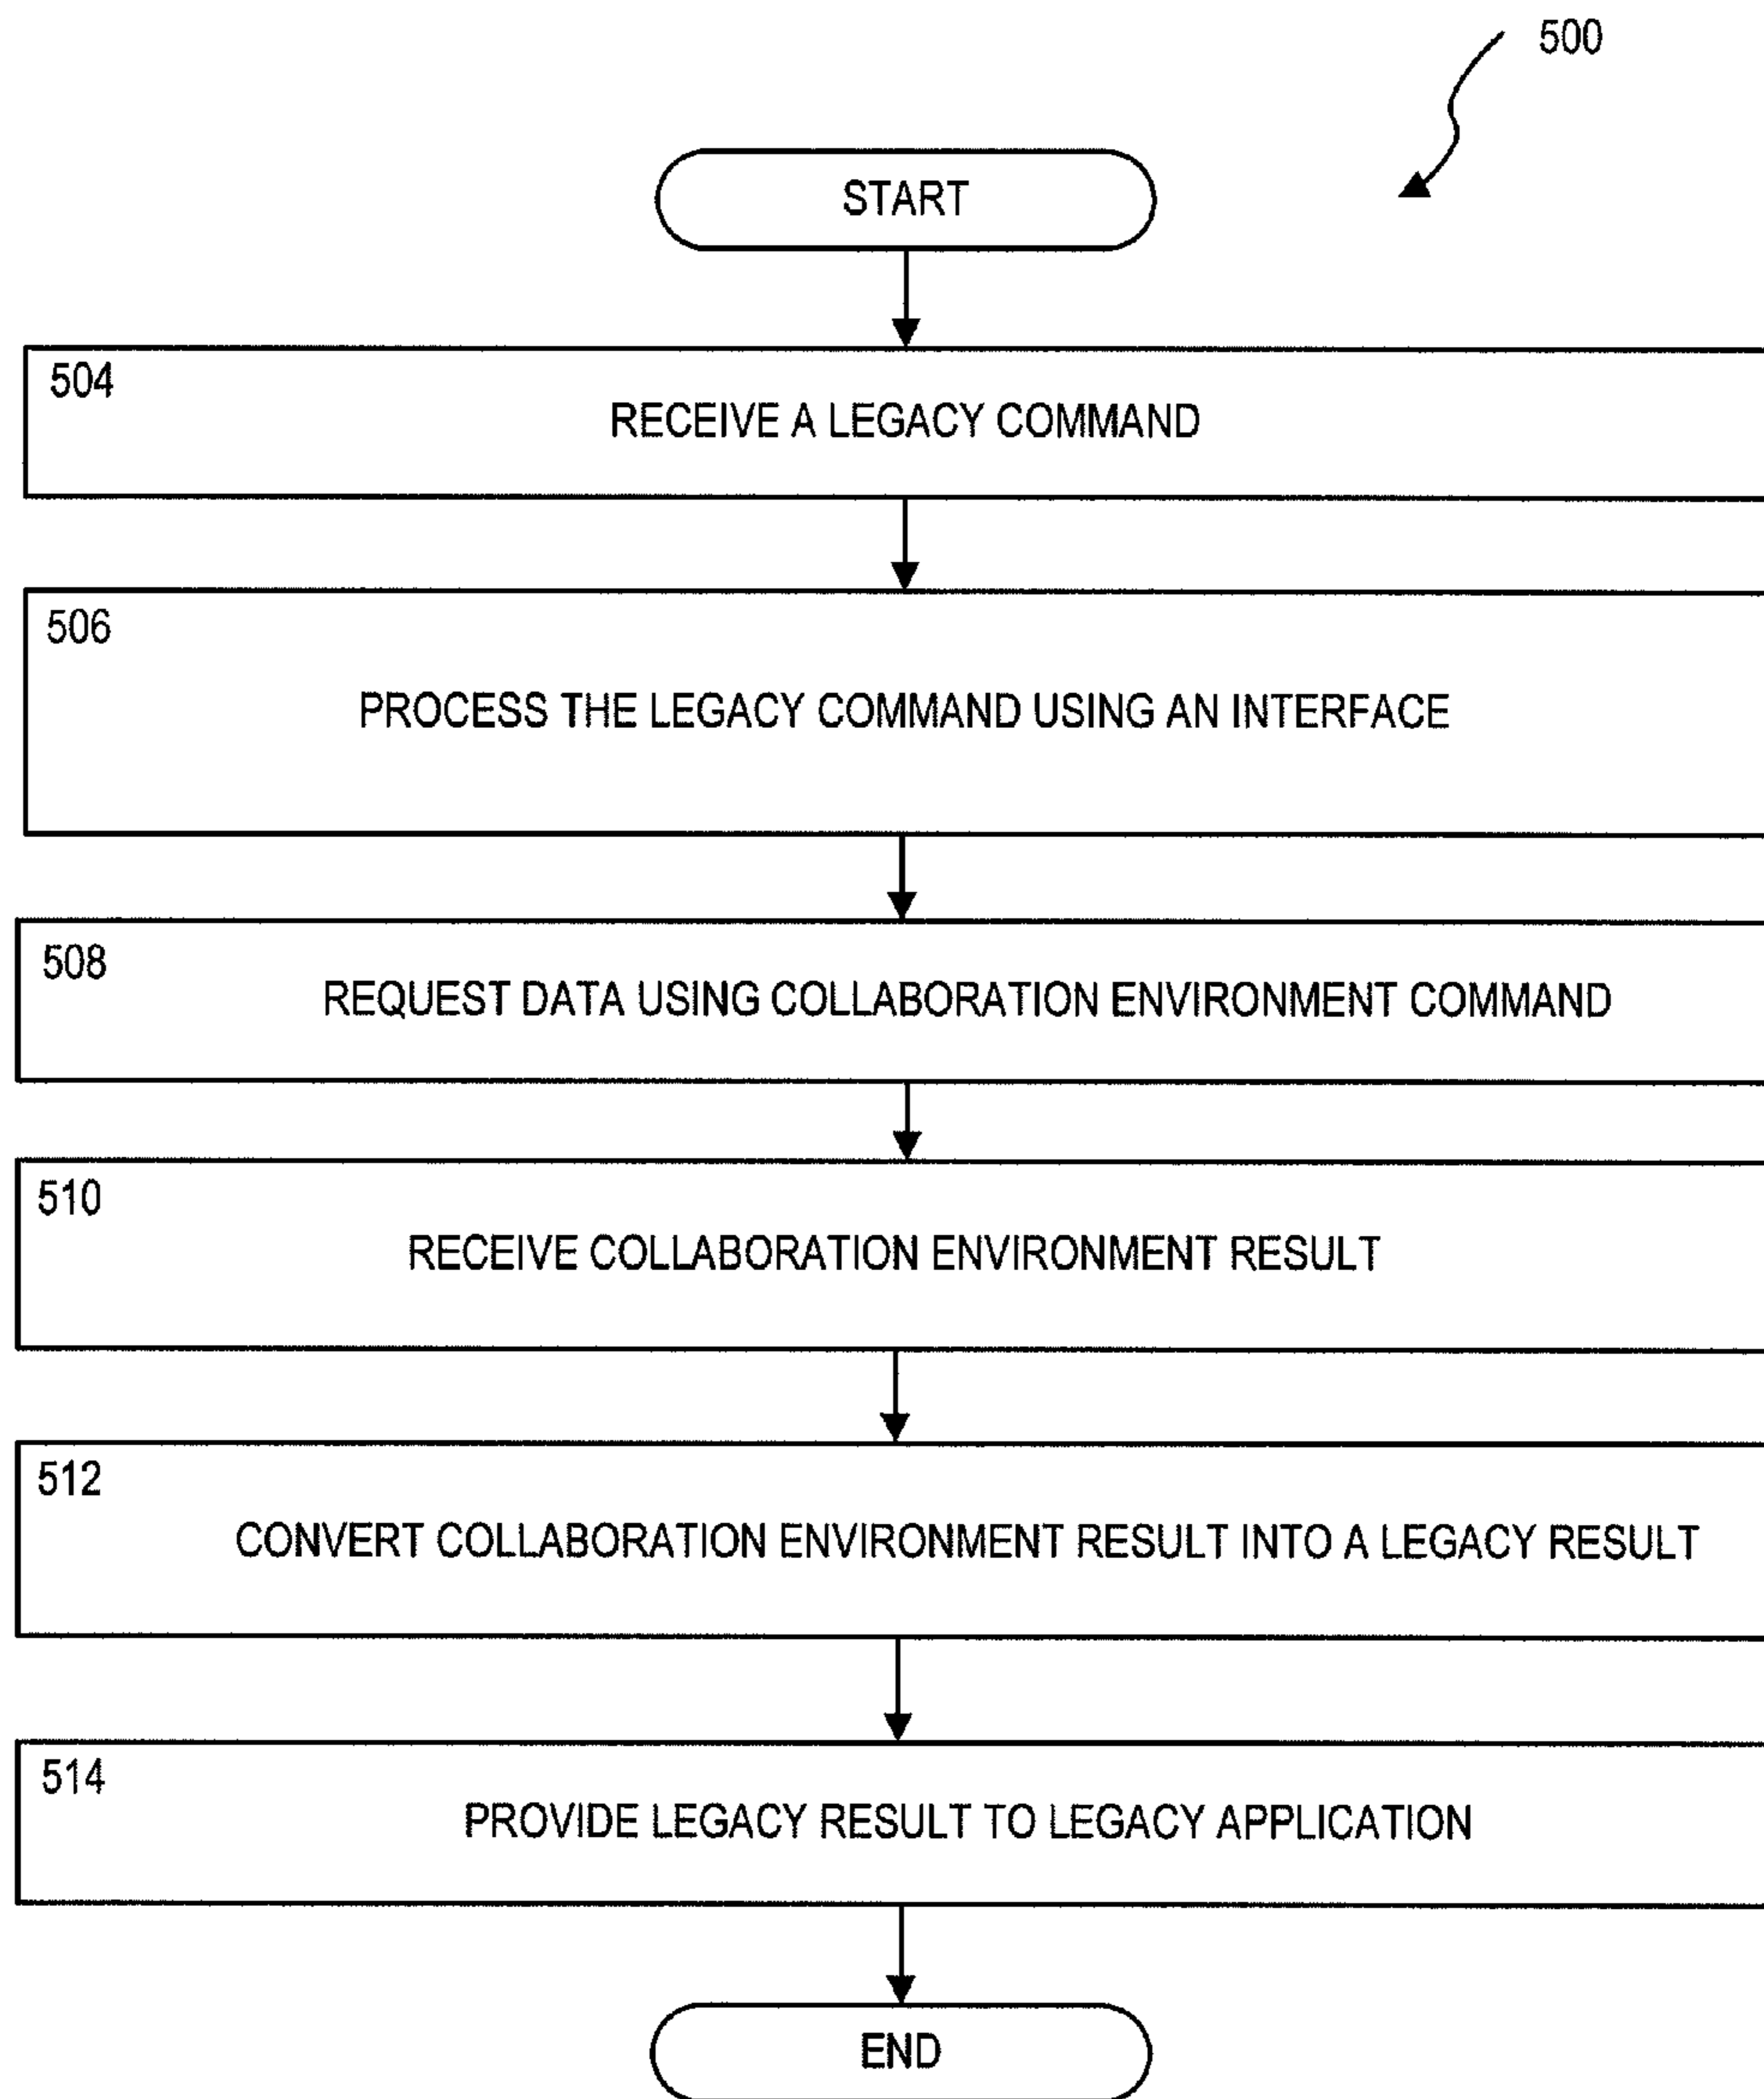 500
START
504
RECEIVE A LEGACY COMMAND
506
PROCESS THE LEGACY COMMAND USING AN INTERFACE
508
REQUEST DATA USING COLLABORATION ENVIRONMENT COMMAND
510
RECEIVE COLLABORATION ENVIRONMENT RESULT
512
CONVERT COLLABORATION ENVIRONMENT RESULT INTO A LEGACY RESULT
514
PROVIDE LEGACY RESULT TO LEGACY APPLICATION
END